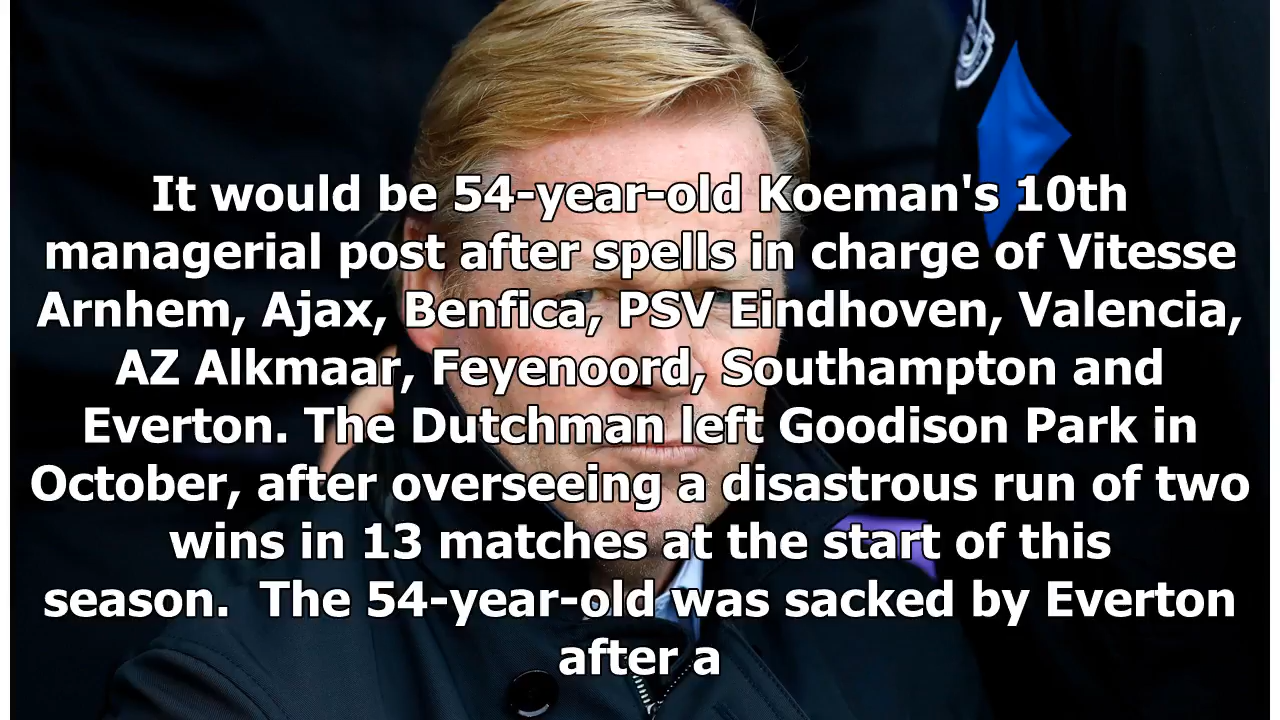 It would be 54-year-old Koeman's 10th
managerial post after spells in charge of Vitesse
Arnhem, Ajax, Benfica, PSV Eindhoven, Valencia,
AZ Alkmaar, Feyenoord, Southampton and
Everton. The Dutchman left Goodison Park in
October, after overseeing a disastrous run of two
wins in 13 matches at the start of this
season.  The 54-year-old was sacked by Everton
after a